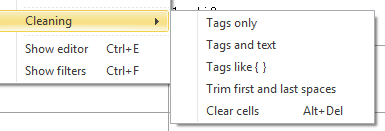 Cleaning
Show editor Ctrl+E
Show filters Ctrl+F
Tags only
Tags and text
Tags like { }
Trim first and last spaces
Clear cells Alt+Del